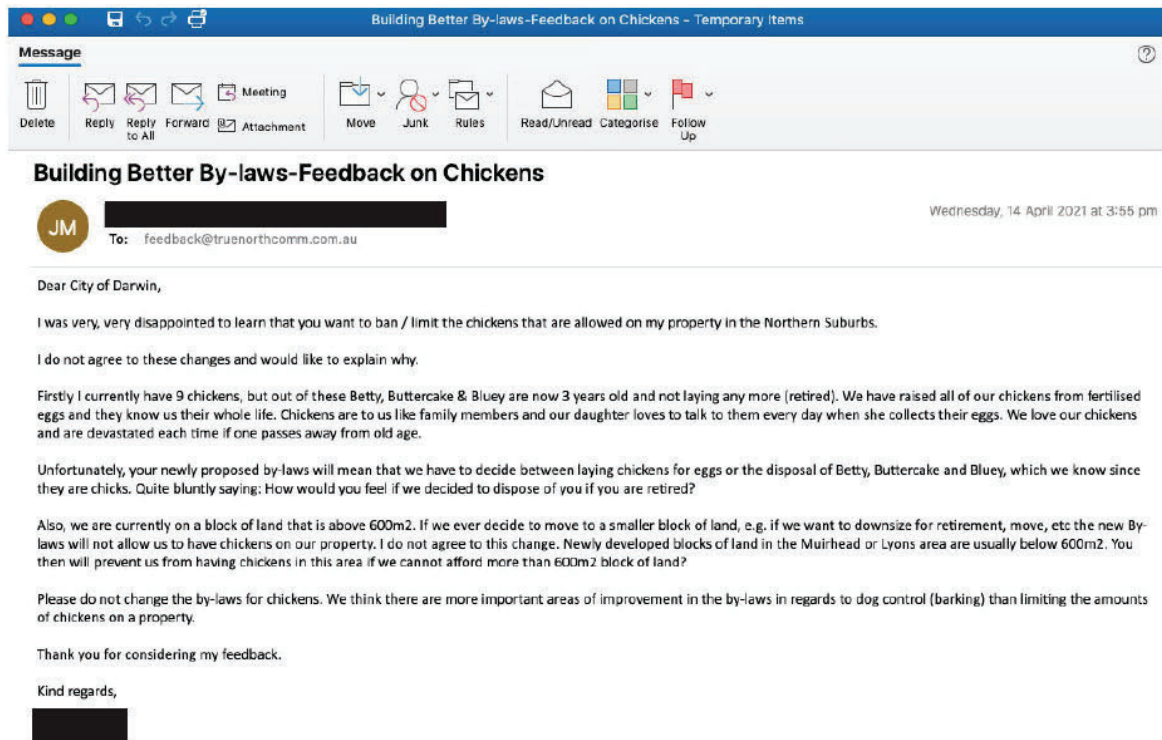 Building Better By-laws-Feedback on Chickens - Temporary Items
Message
Delete
Reply
Reply to All
Forward
Meeting
Attachment
Move
Junk
Rules
Read/Unread
Categorise
Follow Up
Building Better By-laws-Feedback on Chickens
JM
Wednesday, 14 April 2021 at 3:55 pm
To: feedback@truenorthcomm.com.au
Dear City of Darwin,
I was very, very disappointed to learn that you want to ban / limit the chickens that are allowed on my property in the Northern Suburbs.
I do not agree to these changes and would like to explain why.
Firstly I currently have 9 chickens, but out of these Betty, Buttercake & Bluey are now 3 years old and not laying any more (retired). We have raised all of our chickens from fertilised
eggs and they know us their whole life. Chickens are to us like family members and our daughter loves to talk to them every day when she collects their eggs. We love our chickens
and are devastated each time if one passes away from old age.
Unfortunately, your newly proposed by-laws will mean that we have to decide between laying chickens for eggs or the disposal of Betty, Buttercake and Bluey, which we know since
they are chicks. Quite bluntly saying: How would you feel if we decided to dispose of you if you are retired?
Also, we are currently on a block of land that is above 600m2. If we ever decide to move to a smaller block of land, e.g. if we want to downsize for retirement, move, etc the new By-
laws will not allow us to have chickens on our property. I do not agree to this change. Newly developed blocks of land in the Muirhead or Lyons area are usually below 600m2. You
then will prevent us from having chickens in this area if we cannot afford more than 600m2 block of land?
Please do not change the by-laws for chickens. We think there are more important areas of improvement in the by-laws in regards to dog control (barking) than limiting the amounts
of chickens on a property.
Thank you for considering my feedback.
Kind regards,